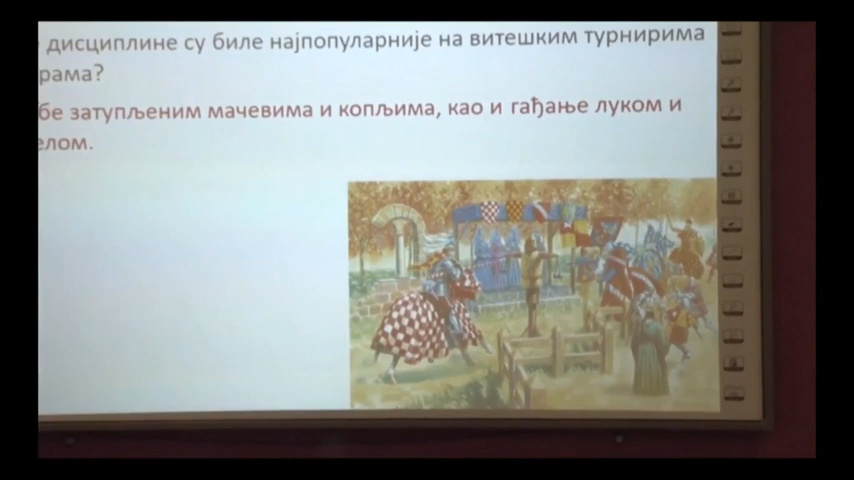 дисциплине су биле најпопуларније на витешким турнирима
рама?
бе затупљеним мачевима и копљима, као и гађање луком и
елом.